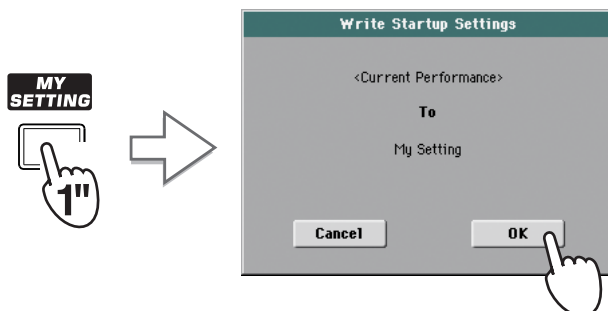 MY
SETTING
1"
Write Startup Settings
<Current Performance>
To
My Setting
Cancel
OK